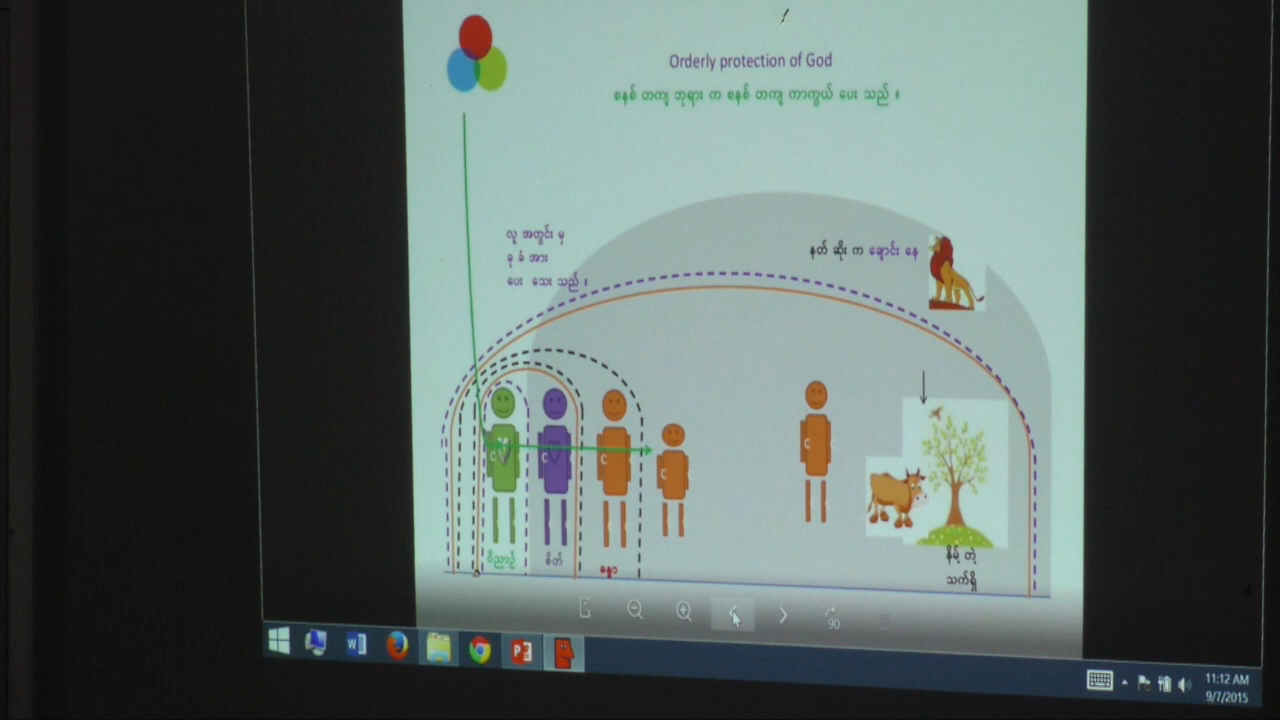 Orderly protection of God
စနစ် တကျ ဘုရား က စနစ် တကျ ကာကွယ် ပေး သည် ။
လူ အတွင်း မှ
ခု ခံ အား
ပေး သေး သည် ။
နတ် ဆိုး က ချောင်း နေ
C
C
C
C
C
ဝိညာဉ်
စိတ်
ခန္ဓာ
နိမ့် တဲ့
သက်ရှိ
90
11:12 AM
9/7/2015